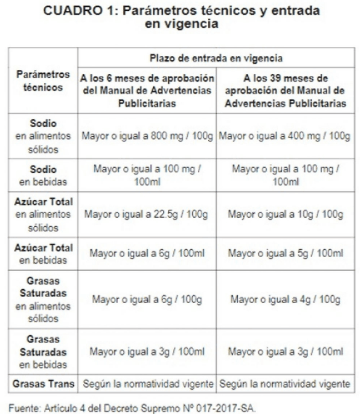 CUADRO 1: Parámetros técnicos y entrada
en vigencia
Parámetros
técnicos
Plazo de entrada en vigencia
A los 6 meses de aprobación
del Manual de Advertencias
Publicitarias
A los 39 meses de
aprobación del Manual de
Advertencias Publicitarias
Sodio
en alimentos
sólidos
Mayor o igual a 800 mg / 100g
Mayor o igual a 400 mg / 100g
Sodio
en bebidas
Mayor o igual a 100 mg /
100ml
Mayor o igual a 100 mg /
100ml
Azúcar Total
en alimentos
sólidos
Mayor o igual a 22.5g / 100g
Mayor o igual a 10g / 100g
Azúcar Total
en bebidas
Mayor o igual a 6g / 100ml
Mayor o igual a 5g / 100ml
Grasas
Saturadas
en alimentos
sólidos
Mayor o igual a 6g / 100g
Mayor o igual a 4g / 100g
Grasas
Saturadas
en bebidas
Mayor o igual a 3g / 100ml
Mayor o igual a 3g / 100ml
Grasas Trans
Según la normatividad vigente
Según la normatividad vigente
Fuente: Artículo 4 del Decreto Supremo Nº 017-2017-SA.